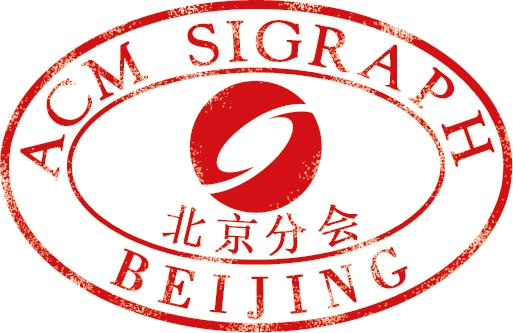 ACM SIGRAPH
北京分会
BEIJING